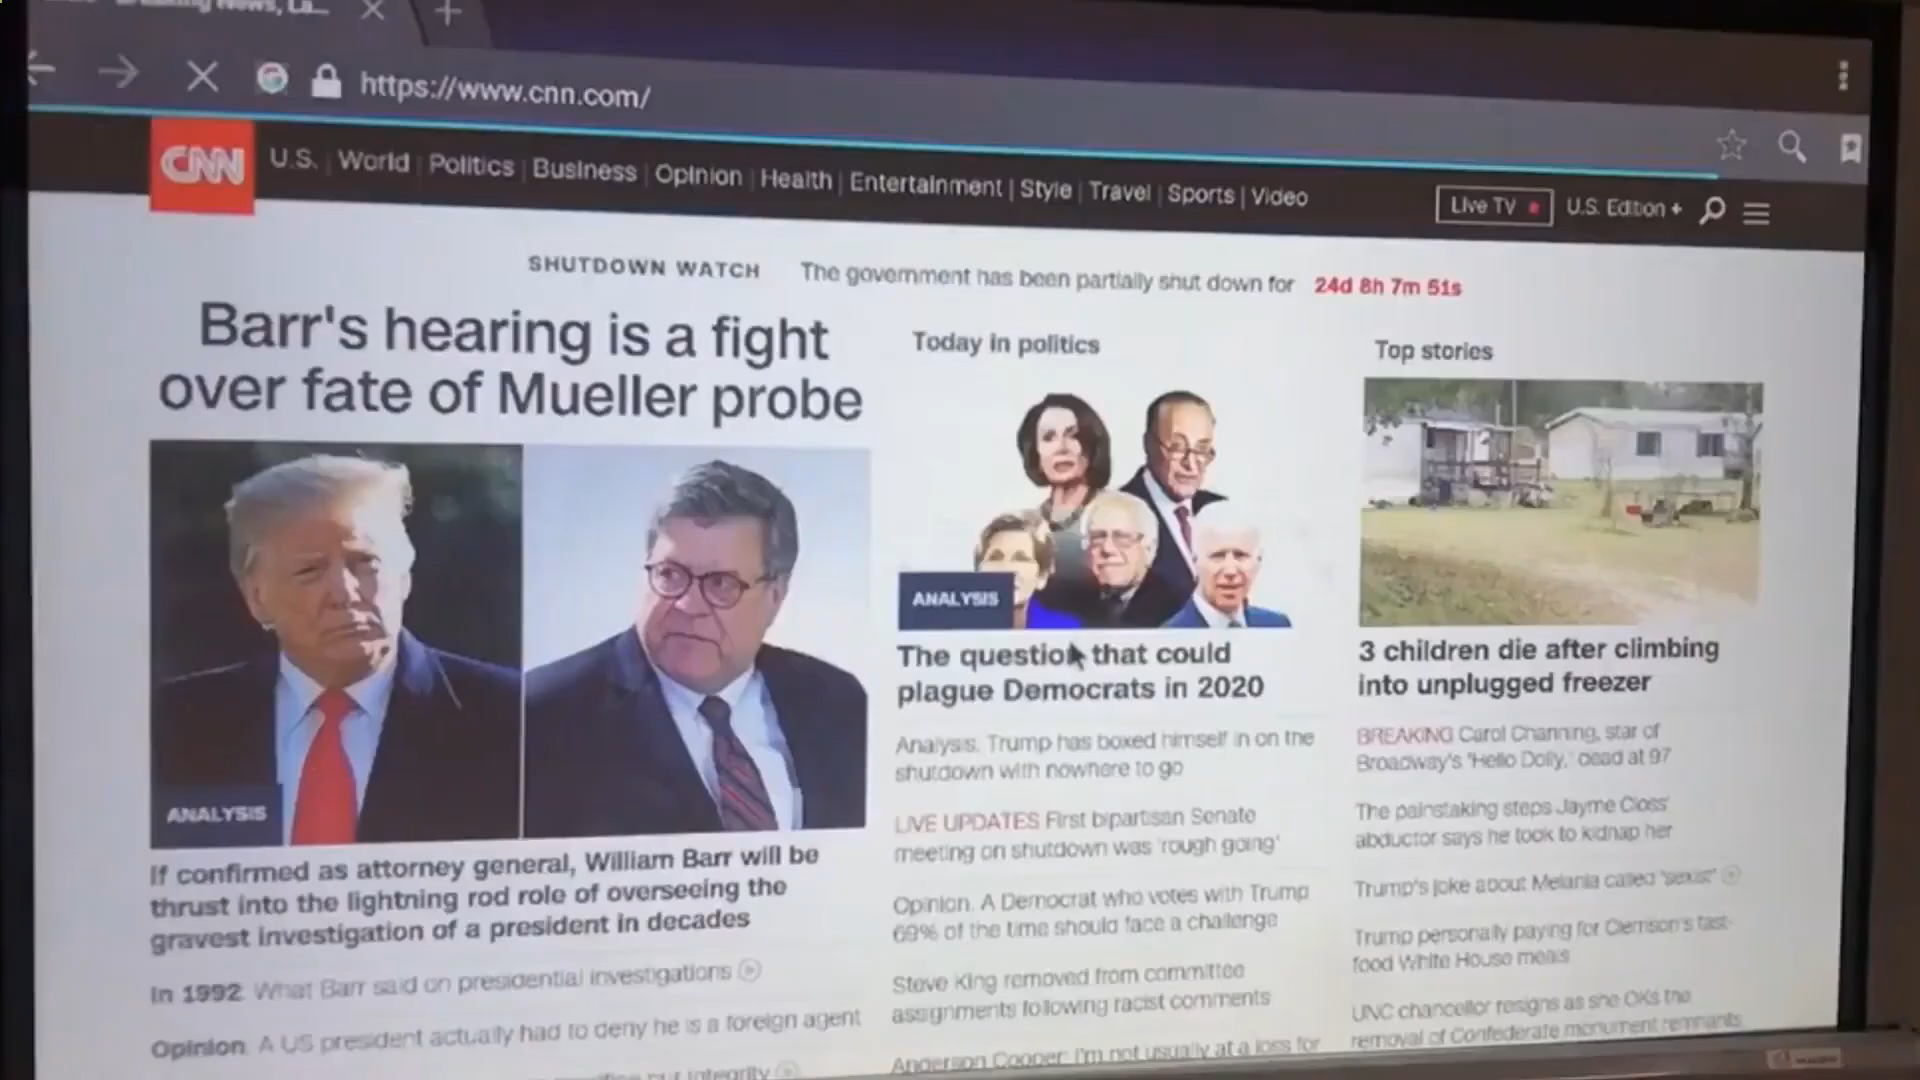 https://www.cnn.com/
CNN
U.S. | World | Politics | Business | Opinion | Health | Entertainment | Style | Travel | Sports | Video
Live TV
U.S. Edition +
SHUTDOWN WATCH
The government has been partially shut down for 24d 8h 7m 51s
Barr's hearing is a fight
over fate of Mueller probe
ANALYSIS
If confirmed as attorney general, William Barr will be
thrust into the lightning rod role of overseeing the
gravest investigation of a president in decades
In 1992 What Barr said on presidential investigations
Opinion A US president actually had to deny he is a foreign agent
integrity
Today in politics
ANALYSIS
The question that could
plague Democrats in 2020
Analysis: Trump has boxed himself in on the
shutdown with nowhere to go
LIVE UPDATES First bipartisan Senate
meeting on shutdown was 'rough going'
Opinion: A Democrat who votes with Trump
69% of the time should face a challenge
Steve King removed from committee
assignments following racist comments
Anderson Cooper: I'm not usually at a loss for
Top stories
3 children die after climbing
into unplugged freezer
BREAKING Carol Channing, star of
Broadway's 'Hello Dolly,' dead at 97
The painstaking steps Jayme Closs'
abductor says he took to kidnap her
Trump's joke about Melania called 'sexist'
Trump personally paying for Clemson's fast-
food White House meals
UNC chancellor resigns as she OKs the
removal of Confederate monument remnants